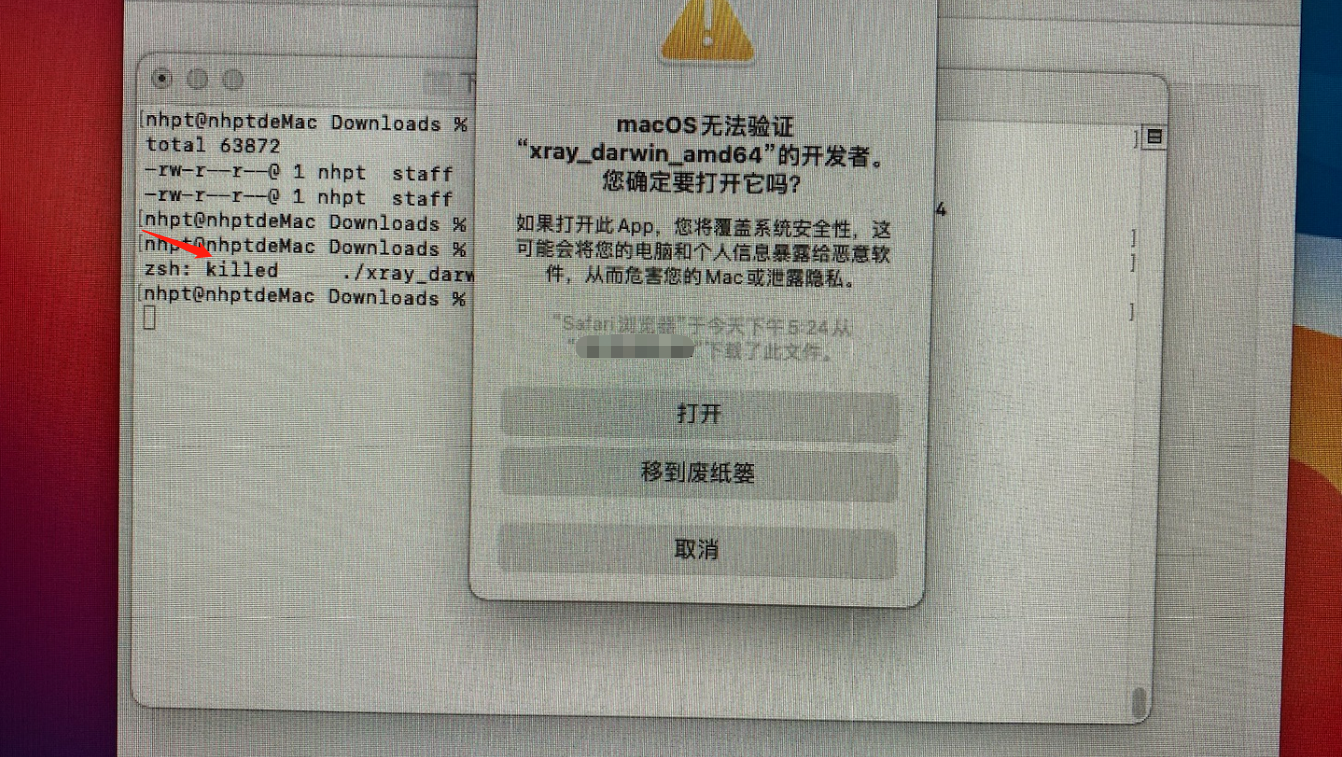 下
[nhpt@nhptdeMac Downloads %
total 63872
-rw-r--r--@ 1 nhpt staff
-rw-r--r--@ 1 nhpt staff
[nhpt@nhptdeMac Downloads %
4
[nhpt@nhptdeMac Downloads %
]
zsh: killed ./xray_darw
]
[nhpt@nhptdeMac Downloads %
]
macOS无法验证
“xray_darwin_amd64”的开发者。
您确定要打开它吗？
如果打开此App，您将覆盖系统安全性，这
可能会将您的电脑和个人信息暴露给恶意软
件，从而危害您的Mac或泄露隐私。
“Safari浏览器”于今天下午5:24从
“ ”下载了此文件。
打开
移到废纸篓
取消